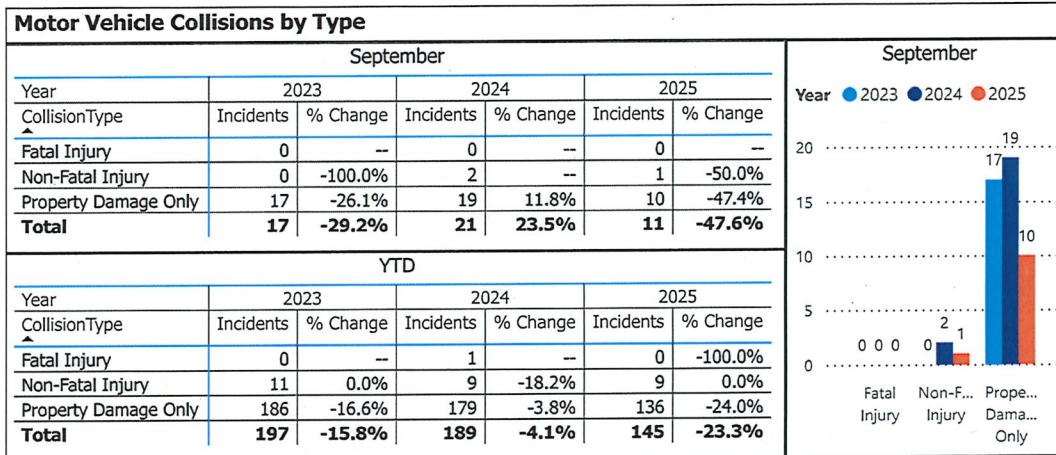 Motor Vehicle Collisions by Type
September
Year 2023 2024 2025
CollisionType Incidents % Change Incidents % Change Incidents % Change
Fatal Injury 0 -- 0 -- 0 --
Non-Fatal Injury 0 -100.0% 2 -- 1 -50.0%
Property Damage Only 17 -26.1% 19 11.8% 10 -47.4%
Total 17 -29.2% 21 23.5% 11 -47.6%
YTD
Year 2023 2024 2025
CollisionType Incidents % Change Incidents % Change Incidents % Change
Fatal Injury 0 -- 1 -- 0 -100.0%
Non-Fatal Injury 11 0.0% 9 -18.2% 9 0.0%
Property Damage Only 186 -16.6% 179 -3.8% 136 -24.0%
Total 197 -15.8% 189 -4.1% 145 -23.3%
September
Year 2023 2024 2025
19
20
17
15
10
10
5
2
1
0 0 0 0
0
Fatal Non-F... Prope...
Injury Injury Dama...
Only